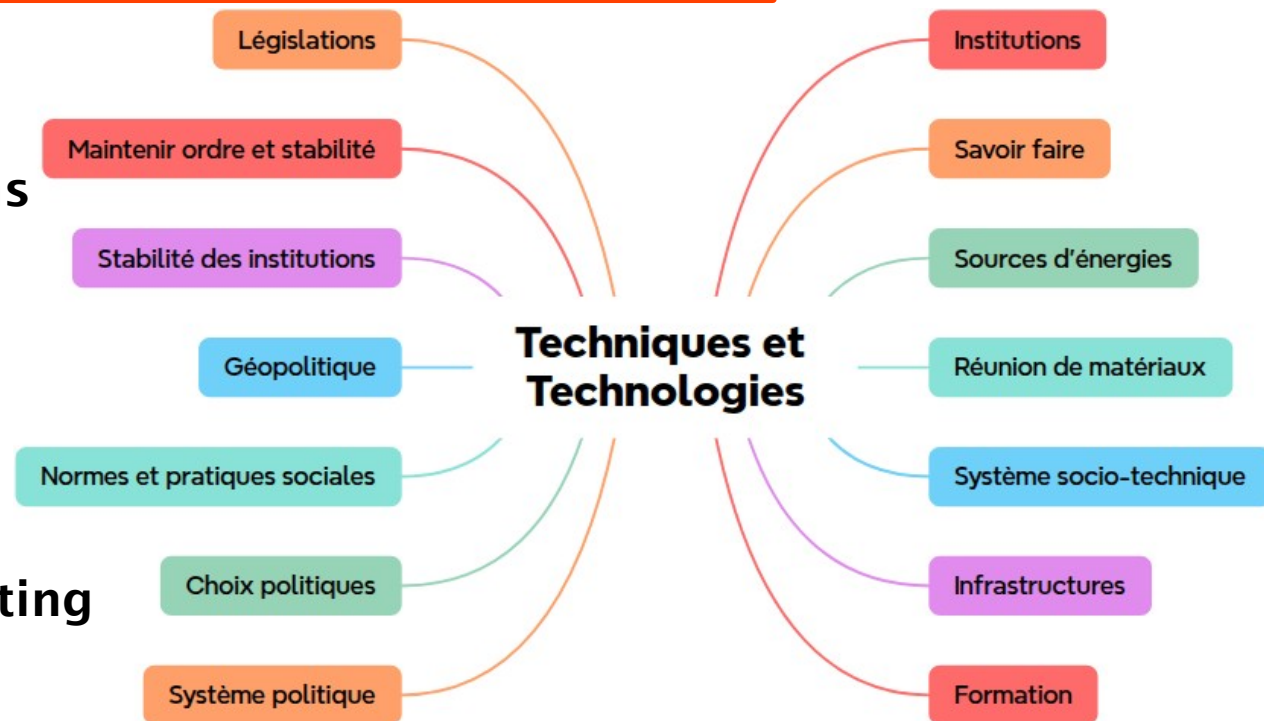 Législations
Maintenir ordre et stabilité
s
Stabilité des institutions
Géopolitique
Normes et pratiques sociales
Choix politiques
ting
Système politique
Techniques et
Technologies
Institutions
Savoir faire
Sources d'énergies
Réunion de matériaux
Système socio-technique
Infrastructures
Formation